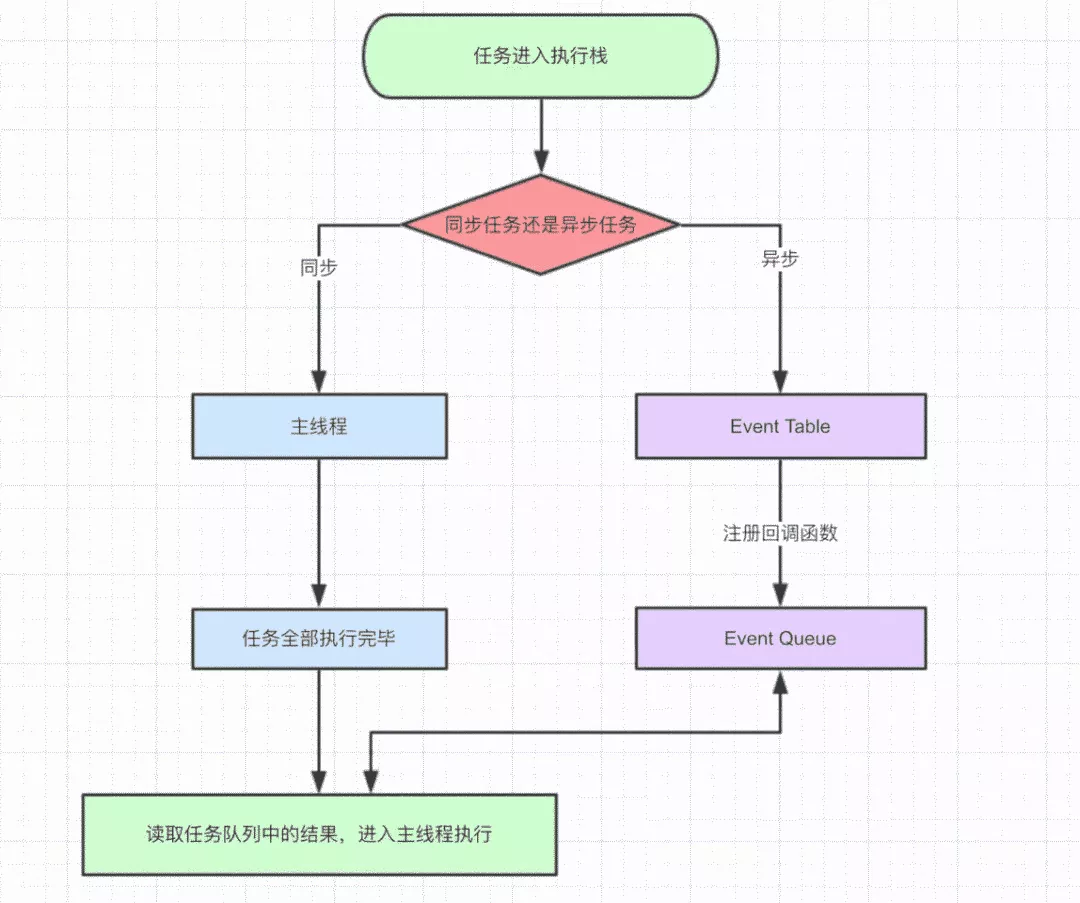 任务进入执行栈
同步任务还是异步任务
同步
异步
主线程
Event Table
注册回调函数
任务全部执行完毕
Event Queue
读取任务队列中的结果，进入主线程执行